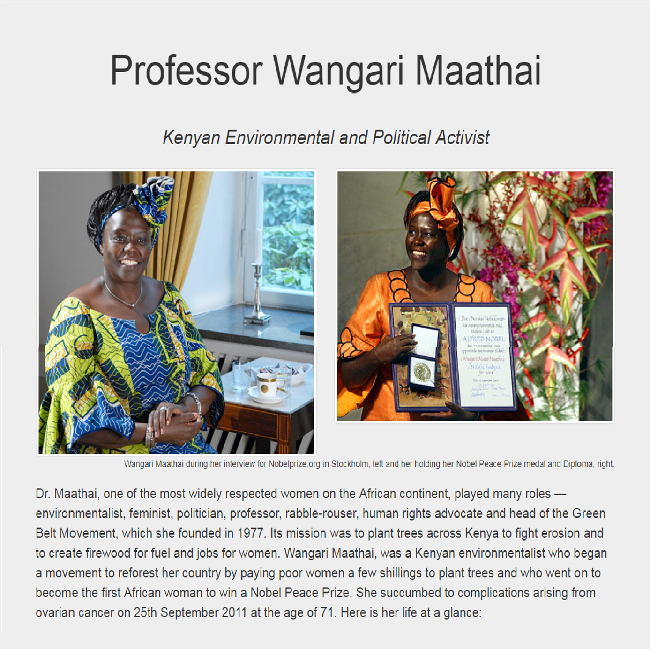 Professor Wangari Maathai
Kenyan Environmental and Political Activist
ALFRED NOBEL
Wangari Maathai during her interview for Nobelprize.org in Stockholm, left and her holding her Nobel Peace Prize medal and Diploma, right.
Dr. Maathai, one of the most widely respected women on the African continent, played many roles —
environmentalist, feminist, politician, professor, rabble-rouser, human rights advocate and head of the Green
Belt Movement, which she founded in 1977. Its mission was to plant trees across Kenya to fight erosion and
to create firewood for fuel and jobs for women. Wangari Maathai, was a Kenyan environmentalist who began
a movement to reforest her country by paying poor women a few shillings to plant trees and who went on to
become the first African woman to win a Nobel Peace Prize. She succumbed to complications arising from
ovarian cancer on 25th September 2011 at the age of 71. Here is her life at a glance: